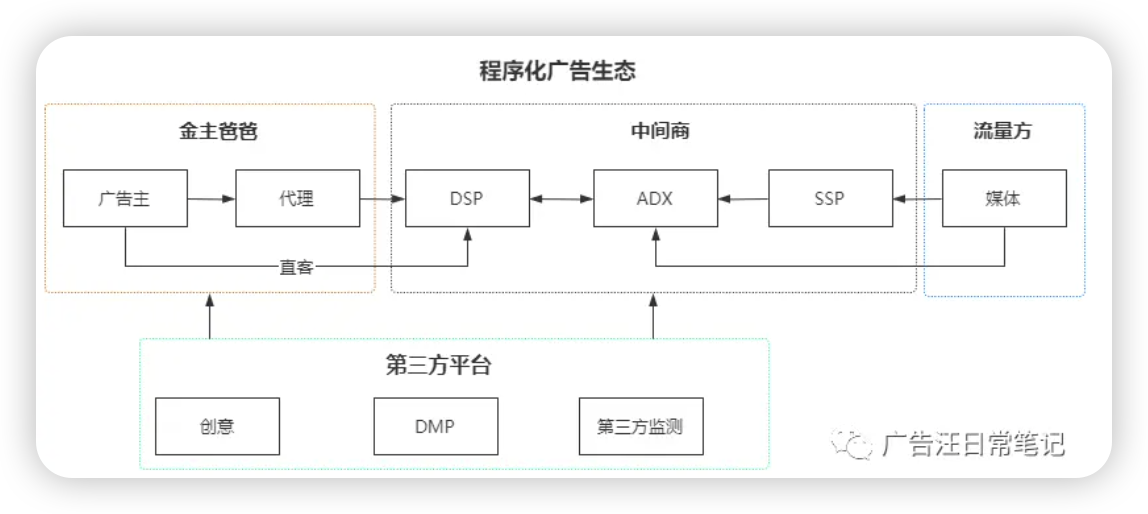 程序化广告生态
金主爸爸
中间商
流量方
广告主
代理
DSP
ADX
SSP
媒体
直客
第三方平台
创意
DMP
第三方监测
广告汪日常笔记